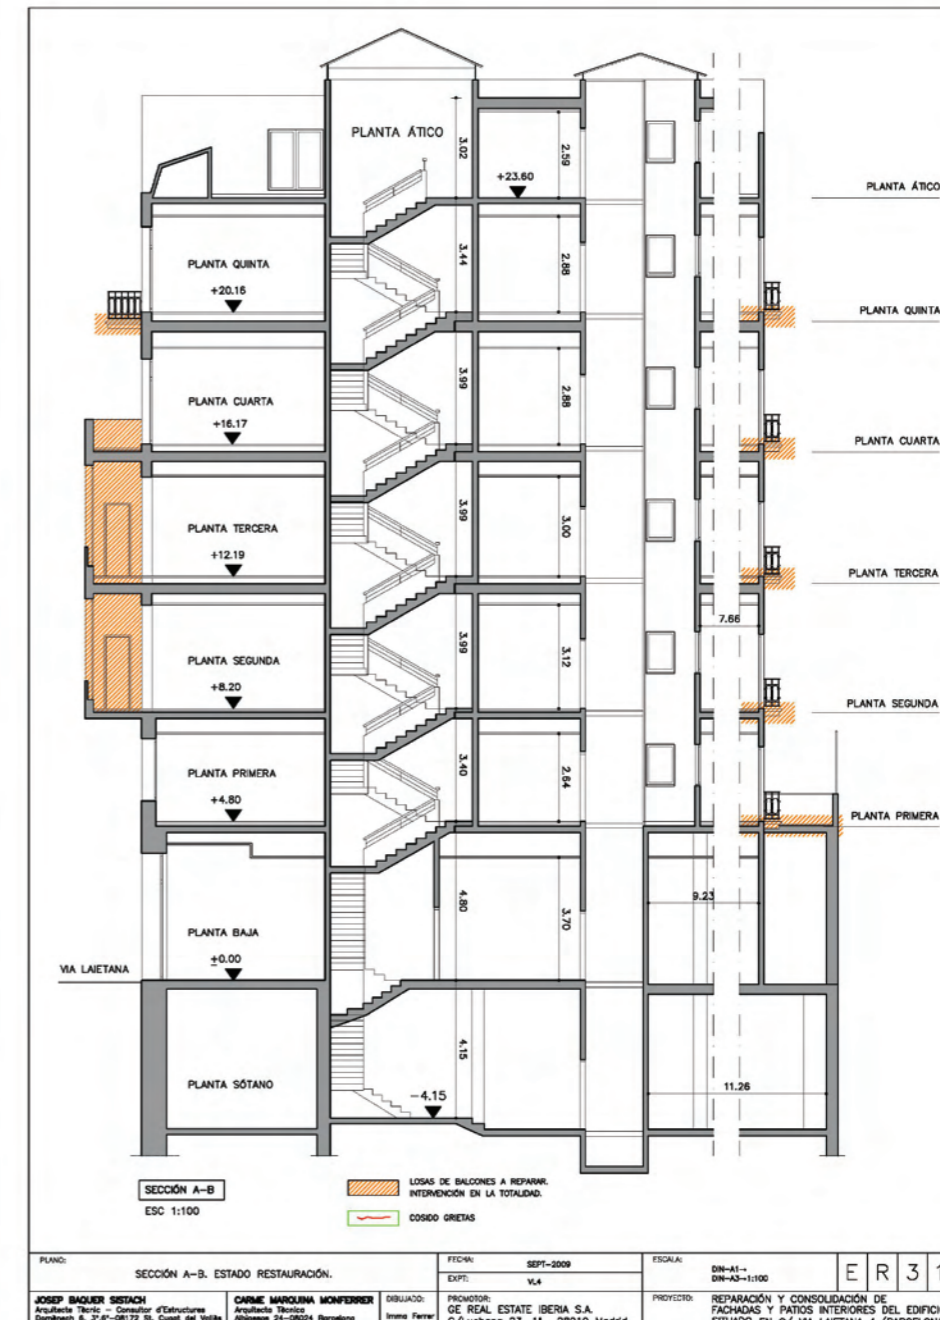 PLANTA ÁTICO
3.02
2.59
+23.60
PLANTA ÁTICO
PLANTA QUINTA
+20.16
3.44
2.88
PLANTA QUINTA
PLANTA CUARTA
+16.17
3.99
2.88
PLANTA CUARTA
PLANTA TERCERA
+12.19
3.99
3.00
PLANTA TERCERA
7.66
PLANTA SEGUNDA
+8.20
3.99
3.12
PLANTA SEGUNDA
PLANTA PRIMERA
+4.80
3.40
2.64
PLANTA PRIMERA
PLANTA BAJA
+0.00
4.80
3.70
9.23
VIA LAIETANA
PLANTA SÓTANO
4.15
-4.15
11.26
SECCIÓN A-B
ESC 1:100
LOSAS DE BALCONES A REPARAR.
INTERVENCIÓN EN LA TOTALIDAD.
COSIDO GRIETAS
PLANO:
SECCIÓN A-B. ESTADO RESTAURACIÓN.
FECHA:
SEPT-2009
EXPT:
VL4
ESCALA:
DIN-A1→
DIN-A3→1:100
E R 3 1
JOSEP BAQUER SISTACH
Arquitecte Tècnic - Consultor d'Estructures
CARME MARQUINA MONFERRER
Arquitecta Técnica
DIBUJADO:
Imma Ferrer
PROMOTOR:
GE REAL ESTATE IBERIA S.A.
PROYECTO:
REPARACIÓN Y CONSOLIDACIÓN DE
FACHADAS Y PATIOS INTERIORES DEL EDIFICI